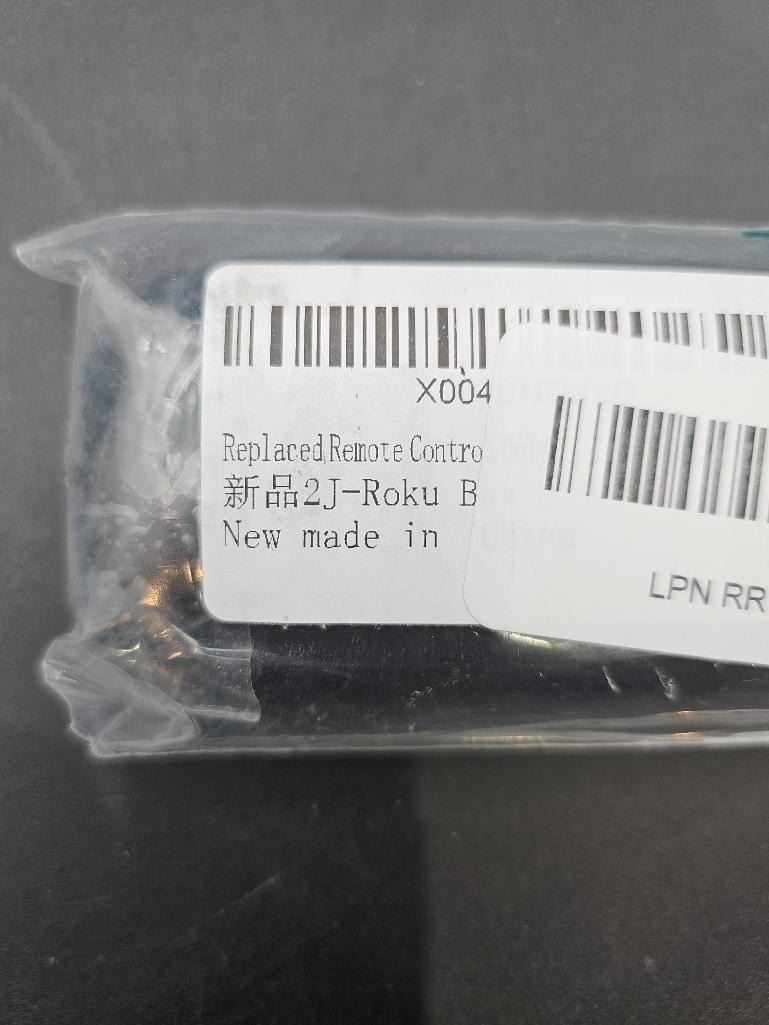 X004
Replaced Remote Contro
新品2J-Roku B
New made in
LPN RR